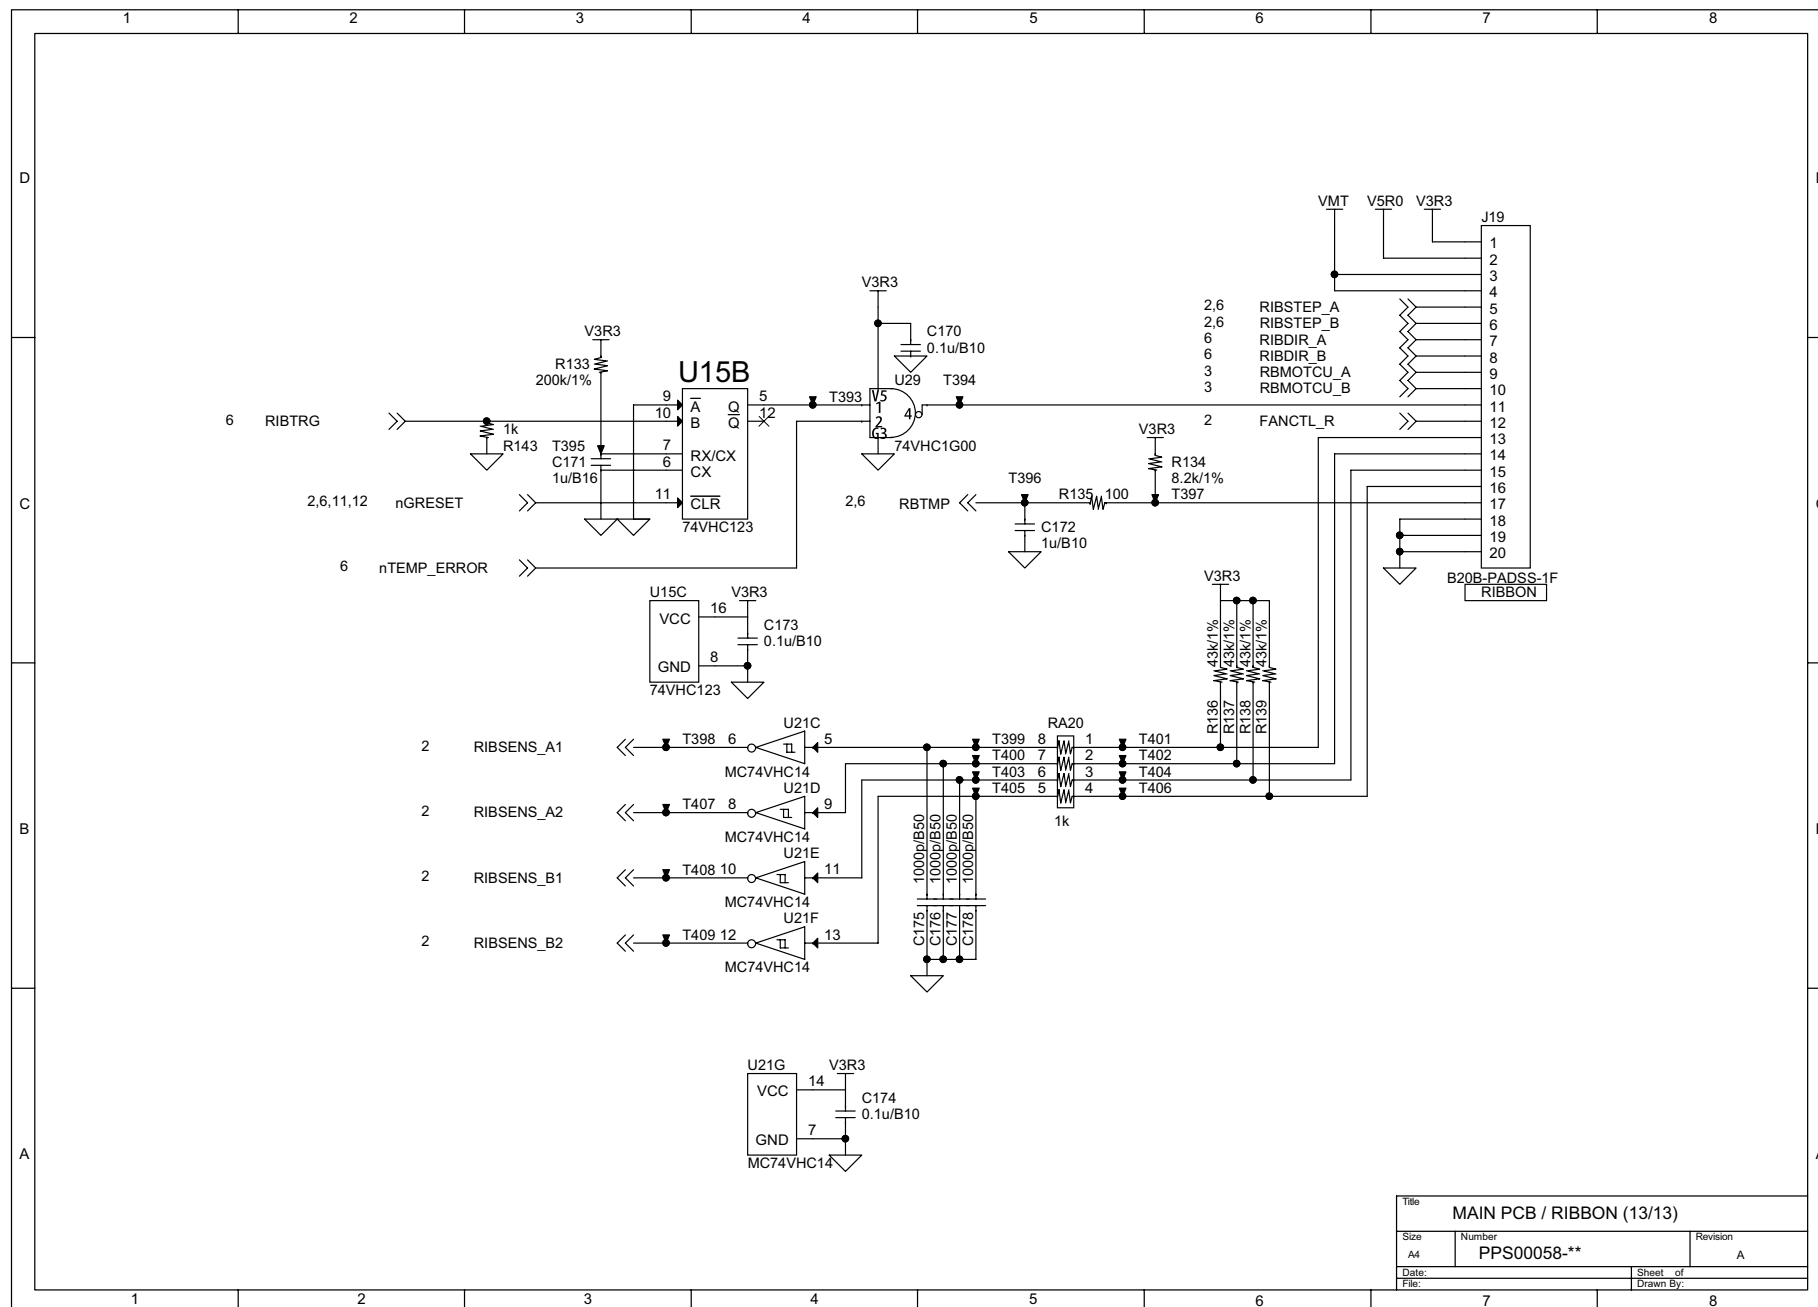 1 2 3 4 5 6 7 8
D
VMT V5R0 V3R3
J19
1
2
3
4
5
6
7
8
9
10
11
12
13
14
15
16
17
18
19
20
B20B-PADSS-1F
RIBBON
2,6 RIBSTEP_A
2,6 RIBSTEP_B
6 RIBDIR_A
6 RIBDIR_B
3 RBMOTCU_A
3 RBMOTCU_B
2 FANCTL_R
V3R3
C170
0.1u/B10
V3R3
R133
200k/1%
U15B
U29
T394
T393
V5
1
2
G3
4
74VHC1G00
9 A Q 5
10 B Q 12
7 RX/CX
6 CX
11 CLR
74VHC123
6 RIBTRG
1k
R143
T395
C171
1u/B16
C
2,6,11,12 nGRESET
6 nTEMP_ERROR
V3R3
R134
8.2k/1%
T396
R135 100
T397
2,6 RBTMP
C172
1u/B10
U15C V3R3
VCC 16
C173
0.1u/B10
GND 8
74VHC123
V3R3
43k/1% 43k/1% 43k/1% 43k/1%
R136 R137 R138 R139
U21C
RA20
2 RIBSENS_A1 T398 6 5 T399 8 1 T401
MC74VHC14 T400 7 2 T402
U21D T403 6 3 T404
T405 5 4 T406
1k
B
2 RIBSENS_A2 T407 8 9
MC74VHC14
U21E
2 RIBSENS_B1 T408 10 11
MC74VHC14
U21F
2 RIBSENS_B2 T409 12 13
MC74VHC14
1000p/B50 1000p/B50 1000p/B50 1000p/B50
C175 C176 C177 C178
U21G V3R3
VCC 14
C174
0.1u/B10
GND 7
MC74VHC14
A
Title
MAIN PCB / RIBBON (13/13)
Size Number Revision
A4 PPS00058-** A
Date: Sheet of
File: Drawn By:
1 2 3 4 5 6 7 8